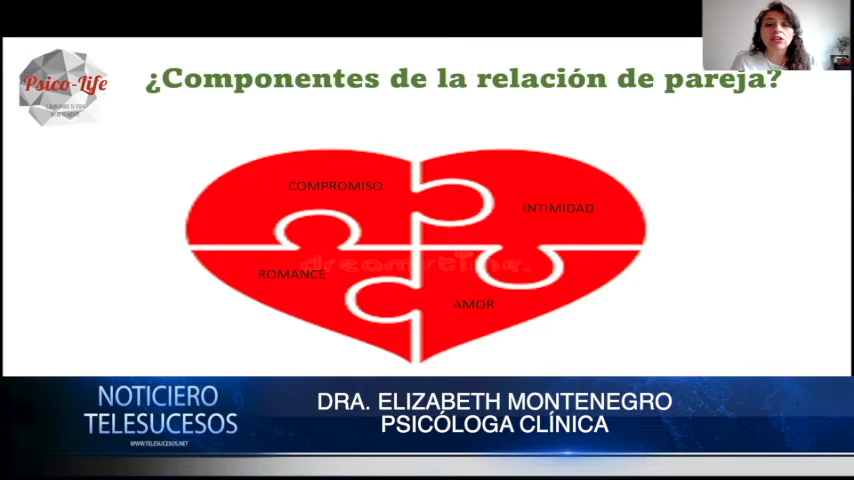 Psico-Life
¿Componentes de la relación de pareja?
COMPROMISO
INTIMIDAD
ROMANCE
dreamstime.
AMOR
NOTICIERO
TELESUCESOS
WWW.TELESUCESOS.NET
DRA. ELIZABETH MONTENEGRO
PSICÓLOGA CLÍNICA